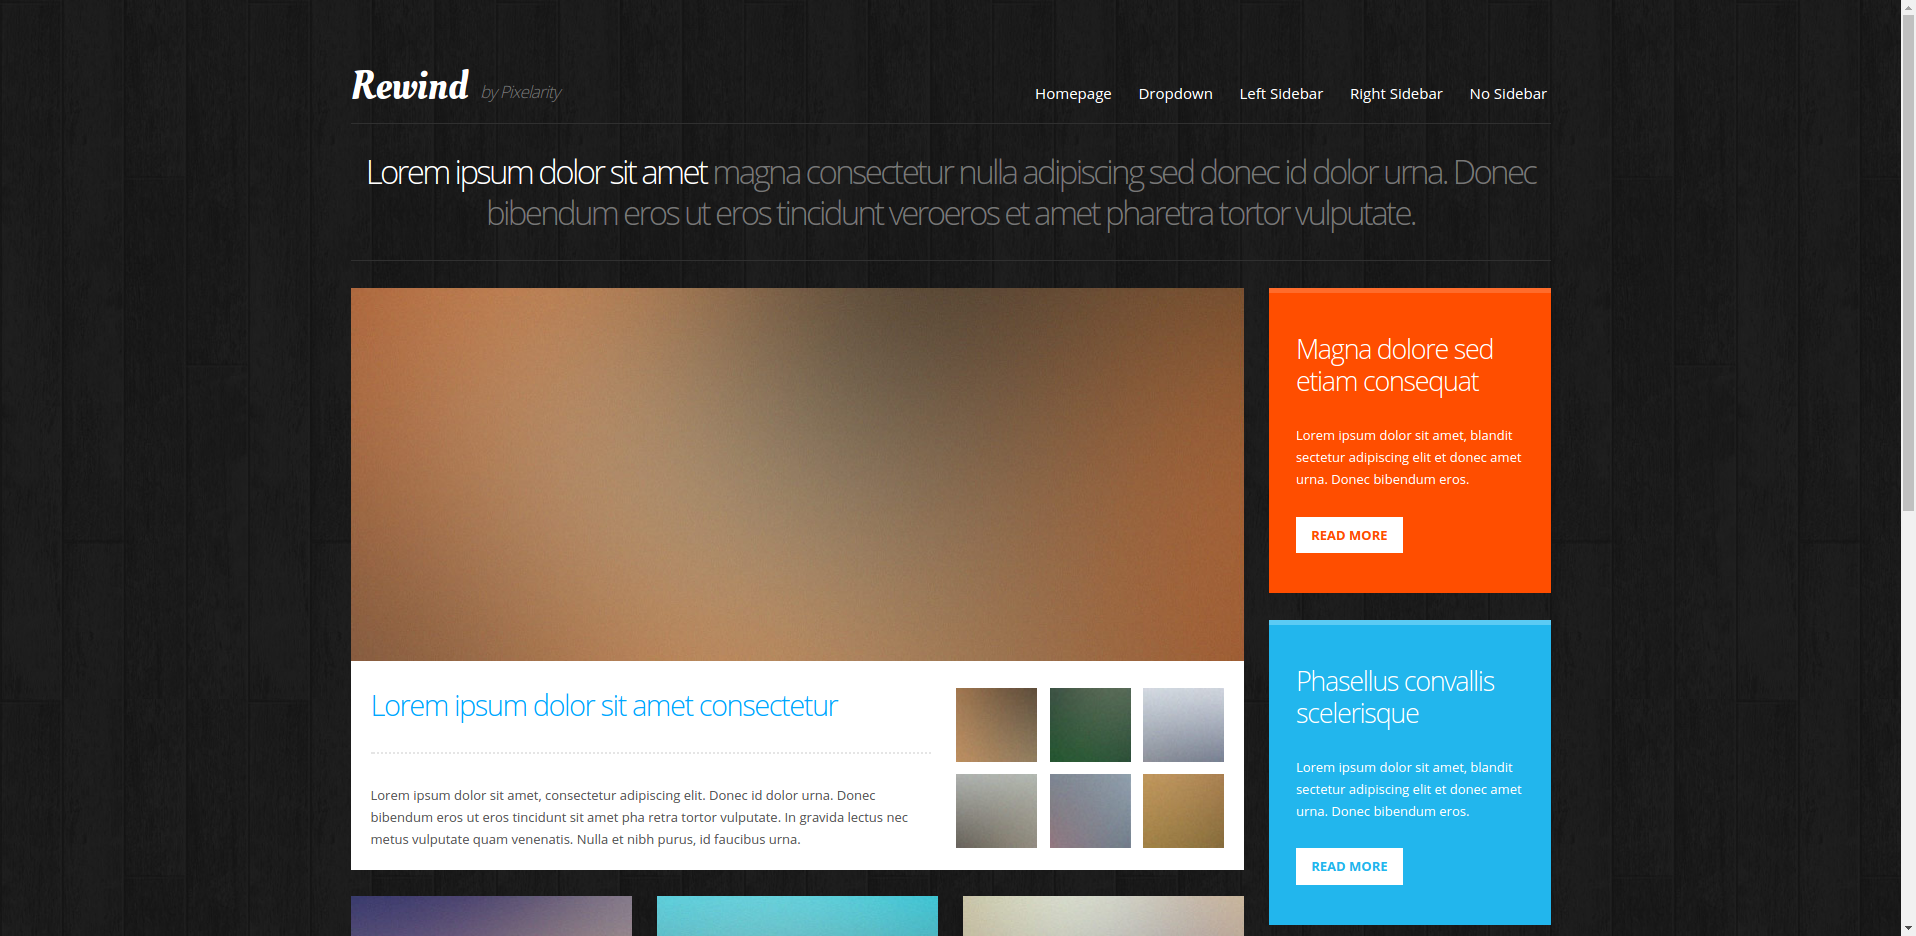 Rewind by Pixelarity
Homepage Dropdown Left Sidebar Right Sidebar No Sidebar
Lorem ipsum dolor sit amet magna consectetur nulla adipiscing sed donec id dolor urna. Donec
bibendum eros ut eros tincidunt veroeros et amet pharetra tortor vulputate.
Lorem ipsum dolor sit amet consectetur
Lorem ipsum dolor sit amet, consectetur adipiscing elit. Donec id dolor urna. Donec
bibendum eros ut eros tincidunt sit amet pha retra tortor vulputate. In gravida lectus nec
metus vulputate quam venenatis. Nulla et nibh purus, id faucibus urna.
Magna dolore sed
etiam consequat
Lorem ipsum dolor sit amet, blandit
sectetur adipiscing elit et donec amet
urna. Donec bibendum eros.
READ MORE
Phasellus convallis
scelerisque
Lorem ipsum dolor sit amet, blandit
sectetur adipiscing elit et donec amet
urna. Donec bibendum eros.
READ MORE